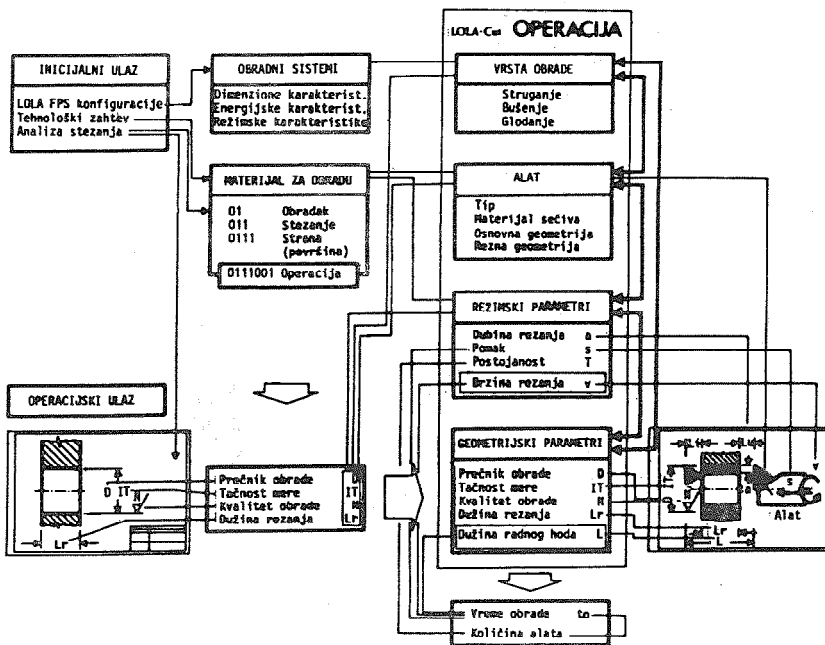 LOLA-Cut OPERACIJA
INICIJALNI ULAZ
LOLA FPS konfiguracije
Tehnološki zahtev
Analiza stezanja
OBRADNI SISTEMI
Dimenzione karakterist.
Energijske karakterist.
Režimske karakteristike
VRSTA OBRADE
Struganje
Bušenje
Glodanje
MATERIJAL ZA OBRADU
01 Obradak
011 Stezanje
0111 Strana
(površina)
0111001 Operacija
ALAT
Tip
Materijal sečiva
Osnovna geometrija
Rezna geometrija
REŽIMSKI PARAMETRI
Dubina rezanja a
Pomak s
Postojanost T
Brzina rezanja v
OPERACIJSKI ULAZ
D IT N
Lr
Prečnik obrade D
Tačnost mere IT
Kvalitet obrade N
Dužina rezanja Lr
GEOMETRIJSKI PARAMETRI
Prečnik obrade D
Tačnost mere IT
Kvalitet obrade N
Dužina rezanja Lr
Dužina radnog hoda L
v
D IT
s
a
Alat
Lr
L
Vreme obrade to
Količina alata